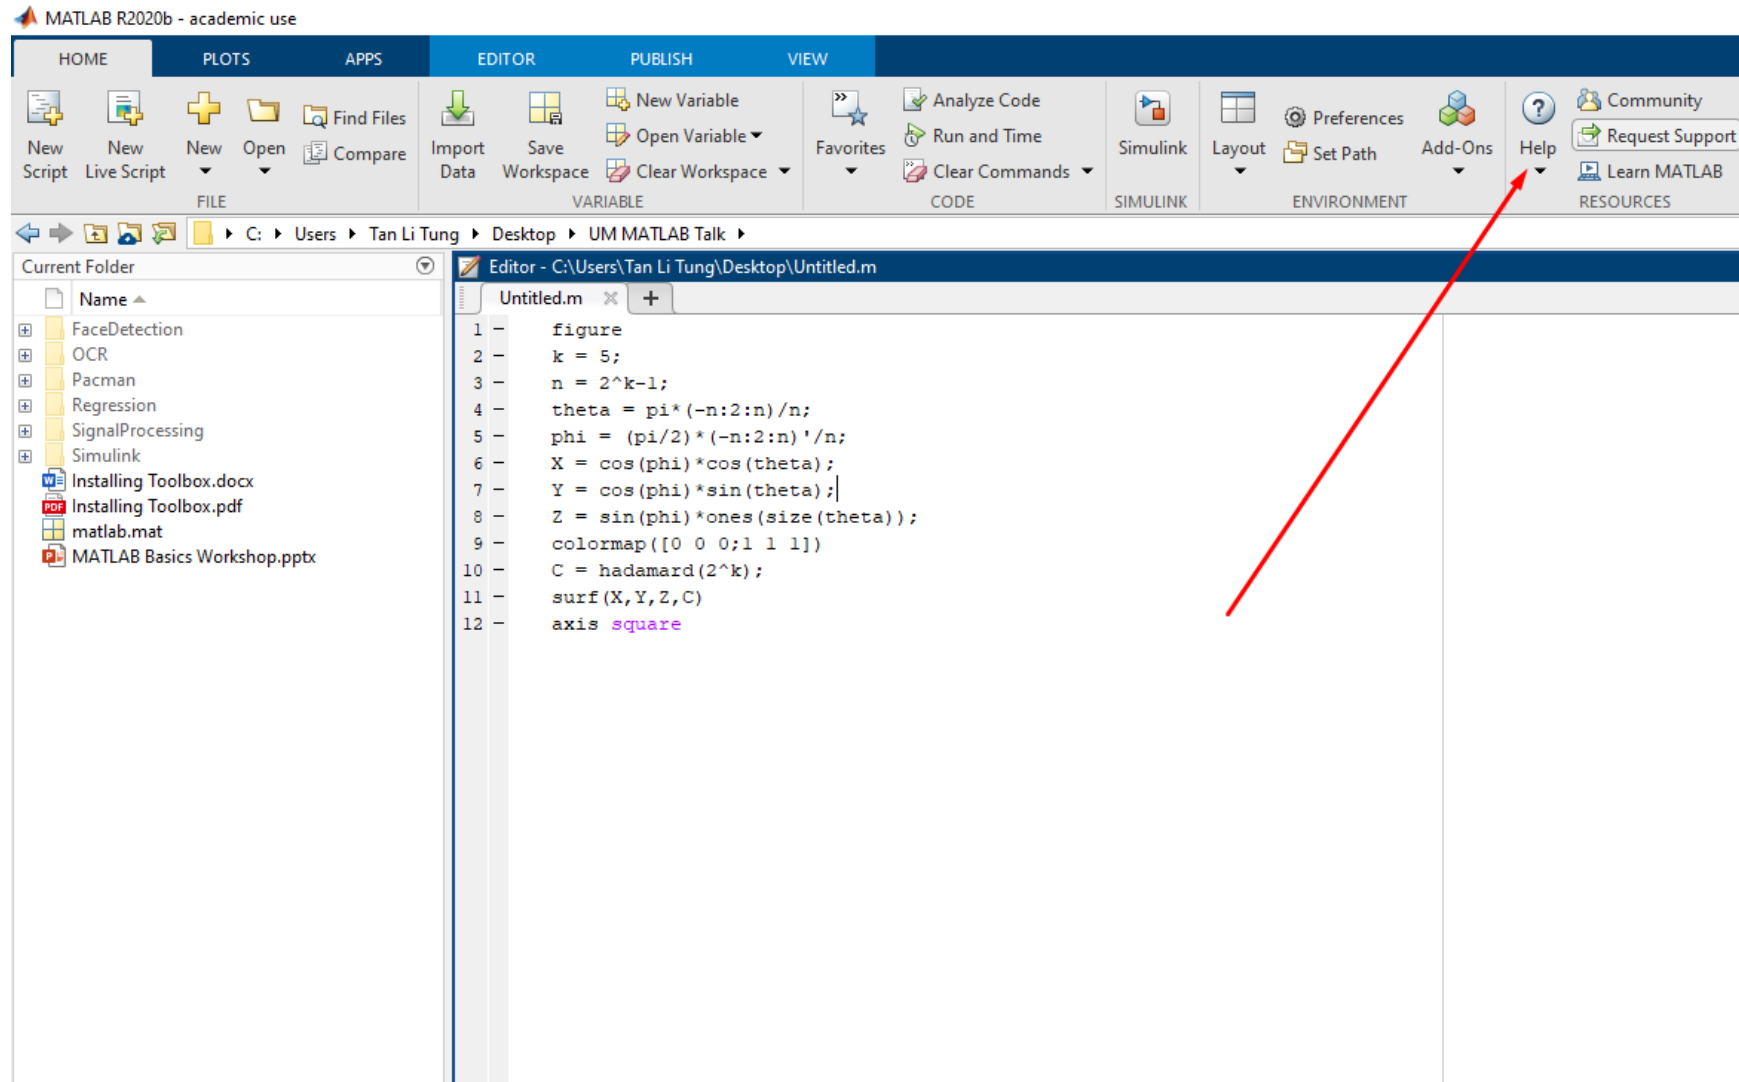 MATLAB R2020b - academic use
HOME PLOTS APPS EDITOR PUBLISH VIEW
New Script
New Live Script
New
Open
Find Files
Compare
FILE
Import Data
Save Workspace
New Variable
Open Variable
Clear Workspace
VARIABLE
Favorites
Analyze Code
Run and Time
Clear Commands
CODE
Simulink
SIMULINK
Layout
Preferences
Set Path
Add-Ons
ENVIRONMENT
Help
Community
Request Support
Learn MATLAB
RESOURCES
C: Users Tan Li Tung Desktop UM MATLAB Talk
Current Folder
Name
FaceDetection
OCR
Pacman
Regression
SignalProcessing
Simulink
Installing Toolbox.docx
Installing Toolbox.pdf
matlab.mat
MATLAB Basics Workshop.pptx
Editor - C:\Users\Tan Li Tung\Desktop\Untitled.m
Untitled.m
1 figure
2 k = 5;
3 n = 2^k-1;
4 theta = pi*(-n:2:n)/n;
5 phi = (pi/2)*(-n:2:n)'/n;
6 X = cos(phi)*cos(theta);
7 Y = cos(phi)*sin(theta);
8 Z = sin(phi)*ones(size(theta));
9 colormap([0 0 0;1 1 1])
10 C = hadamard(2^k);
11 surf(X,Y,Z,C)
12 axis square